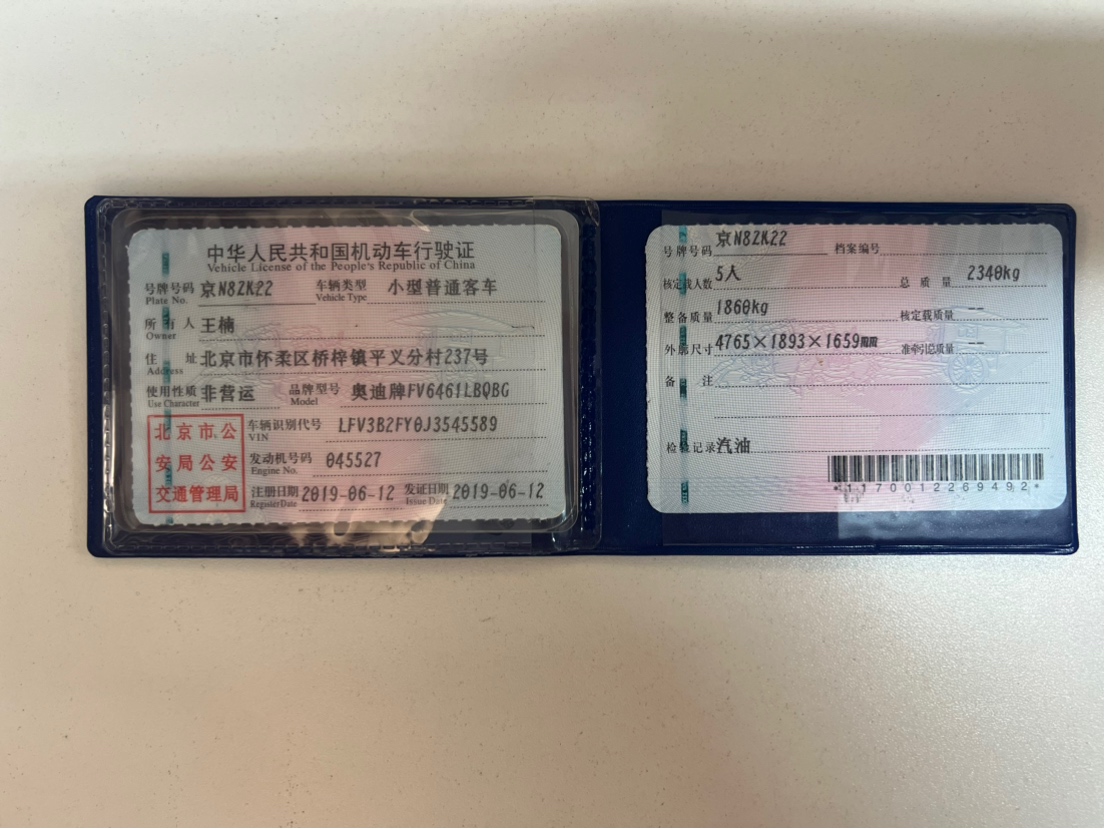 中华人民共和国机动车行驶证
Vehicle License of the People's Republic of China
号牌号码 京N8ZK22 车辆类型 小型普通客车
Plate No. Vehicle Type
所有人 王楠
Owner
住址 北京市怀柔区桥梓镇平义分村237号
Address
使用性质 非营运 品牌型号 奥迪牌FV6461LBQBG
Use Character Model
北京市公安局公安交通管理局
车辆识别代号 LFV3B2FY0J3545589
VIN
发动机号码 045527
Engine No.
注册日期 2019-06-12 发证日期 2019-06-12
Register Date Issue Date
号牌号码 京N8ZK22 档案编号
核定载人数 5人 总质量 2340kg
整备质量 1860kg 核定载质量 --
外廓尺寸 4765×1893×1659 准牵引总质量 --
备注
检验记录 汽油
*1170012269492*